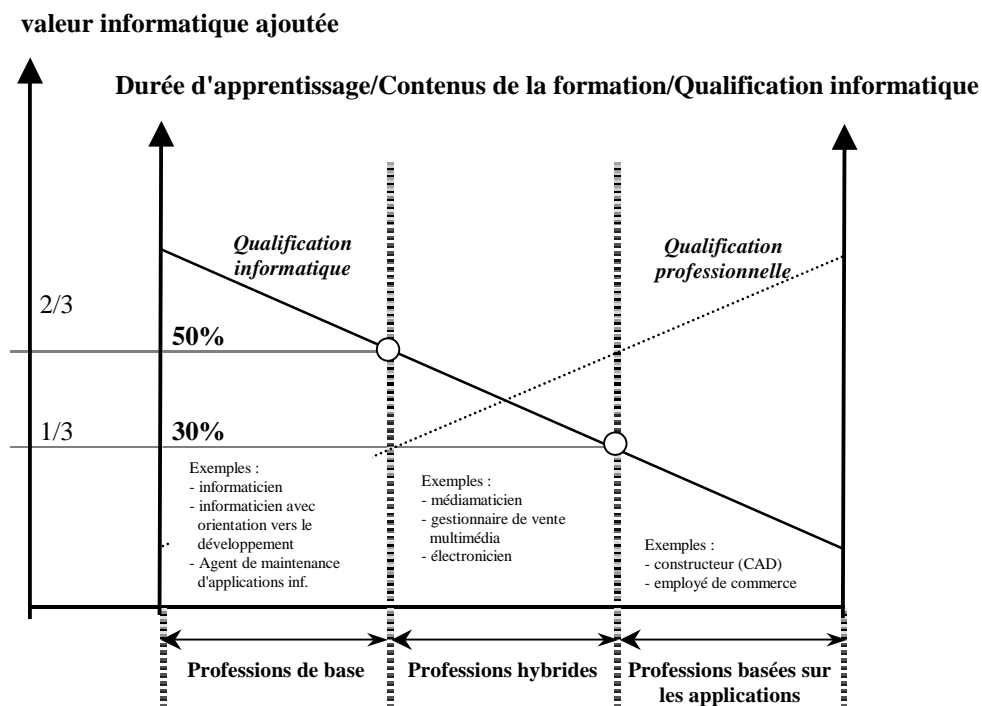 valeur informatique ajoutée
Durée d'apprentissage/Contenus de la formation/Qualification informatique
Qualification
informatique
Qualification
professionnelle
2/3
50%
1/3
30%
Exemples :
- informaticien
- informaticien avec
orientation vers le
développement
- Agent de maintenance
d'applications inf.
Exemples :
- médiamaticien
- gestionnaire de vente
multimédia
- électronicien
Exemples :
- constructeur (CAD)
- employé de commerce
Professions de base
Professions hybrides
Professions basées sur
les applications